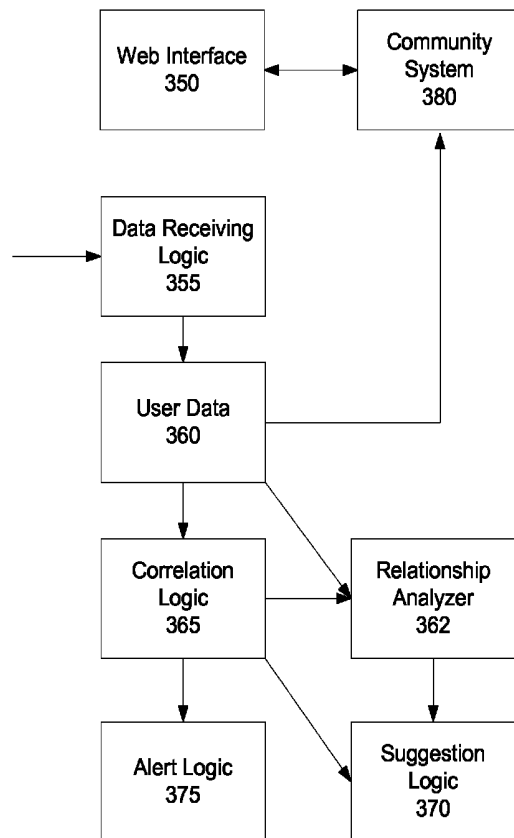 Web Interface
350
Community
System
380
Data Receiving
Logic
355
User Data
360
Correlation
Logic
365
Relationship
Analyzer
362
Alert Logic
375
Suggestion
Logic
370